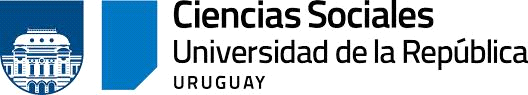 Ciencias Sociales
Universidad de la República
URUGUAY